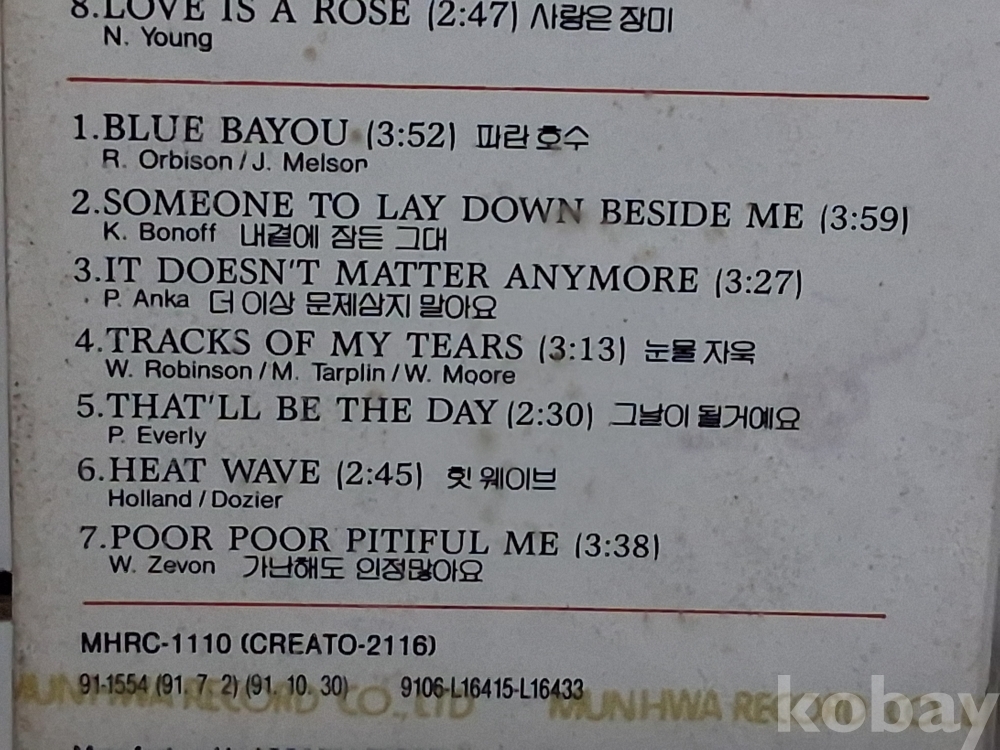 8.LOVE IS A ROSE (2:47) 사랑은 장미
N. Young
1.BLUE BAYOU (3:52) 파란 호수
R. Orbison / J. Melson
2.SOMEONE TO LAY DOWN BESIDE ME (3:59)
K. Bonoff 내곁에 잠든 그대
3.IT DOESN'T MATTER ANYMORE (3:27)
P. Anka 더 이상 문제삼지 말아요
4.TRACKS OF MY TEARS (3:13) 눈물 자욱
W. Robinson / M. Tarplin / W. Moore
5.THAT'LL BE THE DAY (2:30) 그날이 될거예요
P. Everly
6.HEAT WAVE (2:45) 힛 웨이브
Holland / Dozier
7.POOR POOR PITIFUL ME (3:38)
W. Zevon 가난해도 인정많아요
MHRC-1110 (CREATO-2116)
91-1554 (91. 7. 2) (91. 10. 30) 9106-L16415-L16433
MUNHWA RECORD CO., LTD MUNHWA RECORD
kobay